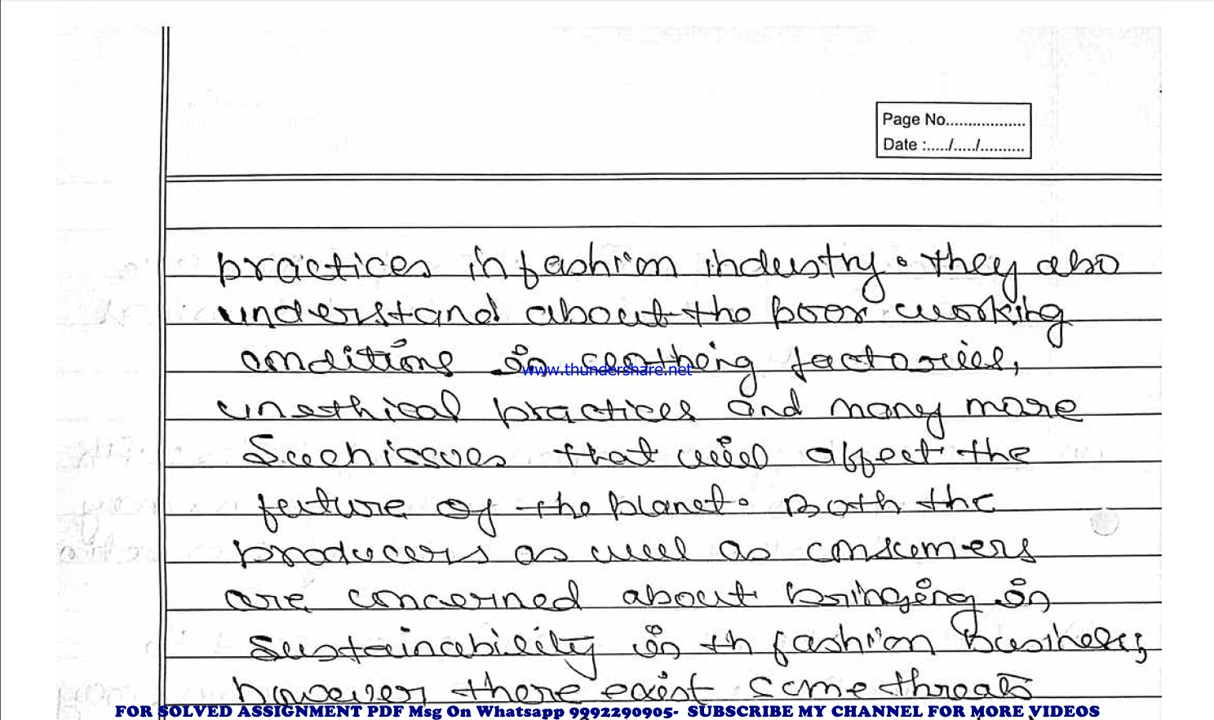 Page No..................
Date :...../...../..........
practices in fashion industry. they also
understand about the poor working
conditions in clothing factories,
www.thundershare.net
unethical practices and many more
Such issues that will affect the
future of the planet. Both the
producers as well as consumers
are concerned about bringing in
Sustainability in th fashion Business,
however there exist some threats
FOR SOLVED ASSIGNMENT PDF Msg On Whatsapp 9992290905- SUBSCRIBE MY CHANNEL FOR MORE VIDEOS